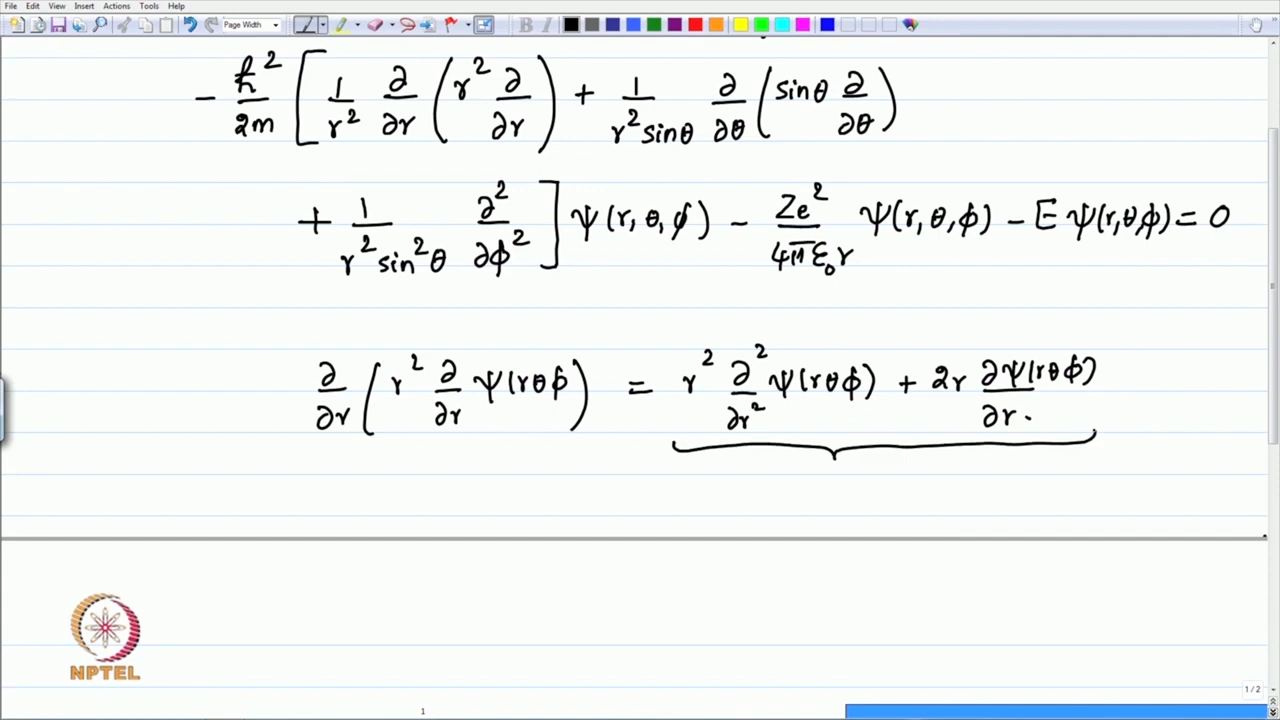 File Edit View Insert Actions Tools Help
Page Width
- ℏ²/2m [ 1/r² ∂/∂r ( r² ∂/∂r ) + 1/r² sinθ ∂/∂θ ( sinθ ∂/∂θ )
+ 1/r² sin²θ ∂²/∂ϕ² ] Ψ(r, θ, ϕ) - Ze²/4πε₀r Ψ(r, θ, ϕ) - E Ψ(r,θ,ϕ) = 0
∂/∂r ( r² ∂/∂r Ψ(rθϕ ) = r² ∂²/∂r² Ψ(rθϕ) + 2r ∂Ψ(rθϕ)/∂r .
NPTEL
1/2
1